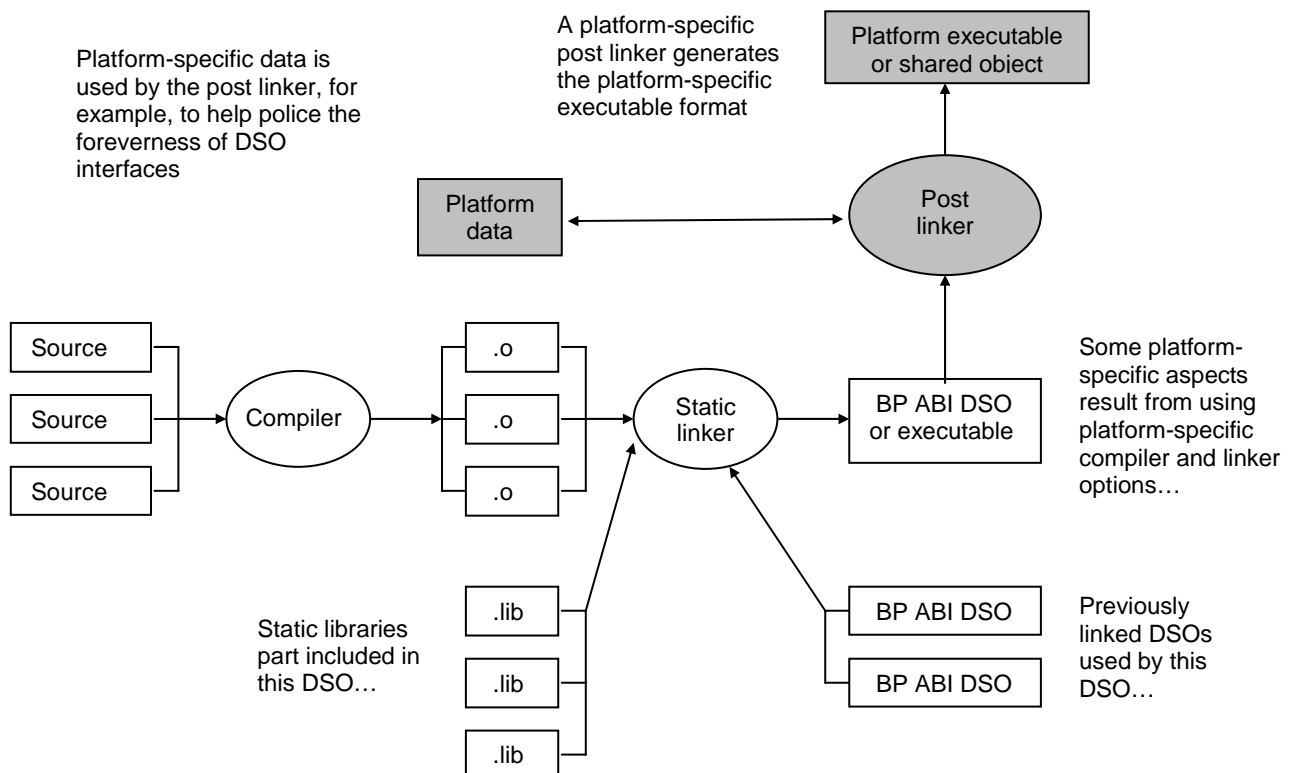 Platform-specific data is
used by the post linker, for
example, to help police the
foreverness of DSO
interfaces
A platform-specific
post linker generates
the platform-specific
executable format
Platform executable
or shared object
Platform
data
Post
linker
Source
Source
Source
Compiler
.o
.o
.o
Static
linker
BP ABI DSO
or executable
Some platform-
specific aspects
result from using
platform-specific
compiler and linker
options…
Static libraries
part included in
this DSO…
.lib
.lib
.lib
BP ABI DSO
BP ABI DSO
Previously
linked DSOs
used by this
DSO…